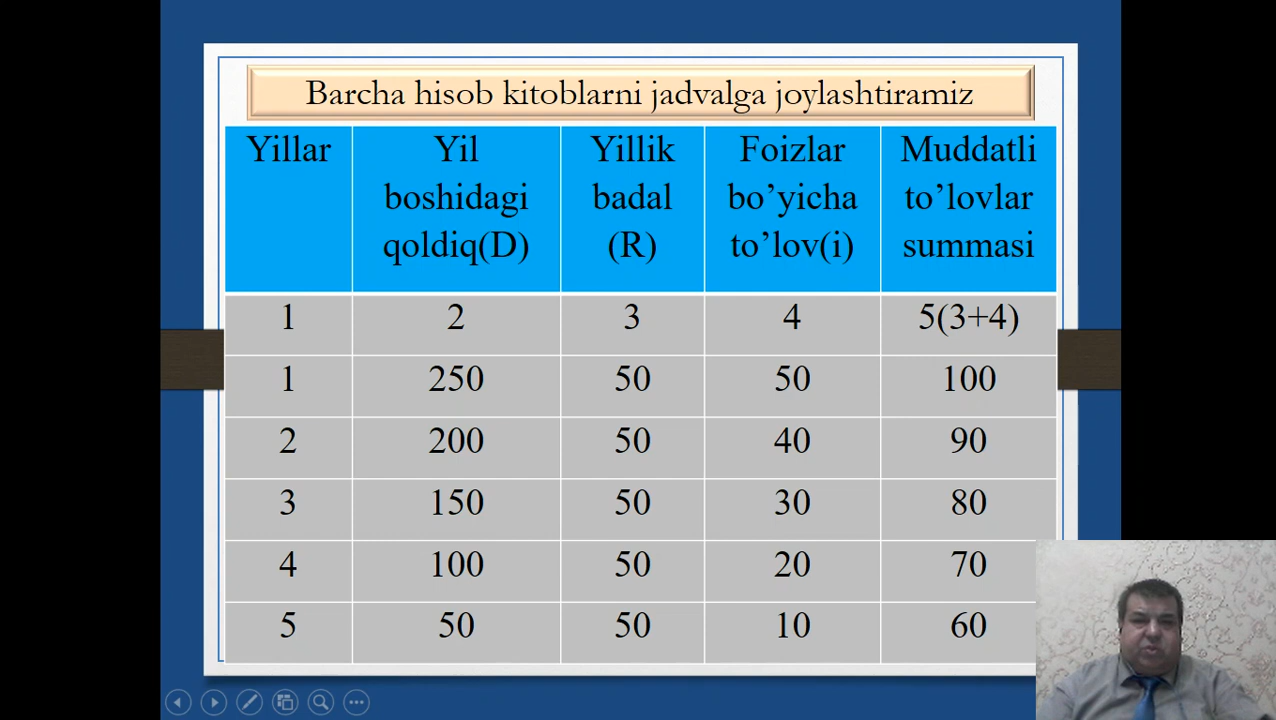 Barcha hisob kitoblarni jadvalga joylashtiramiz
Yillar Yil boshidagi qoldiq(D) Yillik badal (R) Foizlar bo’yicha to’lov(i) Muddatli to’lovlar summasi
1 2 3 4 5(3+4)
1 250 50 50 100
2 200 50 40 90
3 150 50 30 80
4 100 50 20 70
5 50 50 10 60